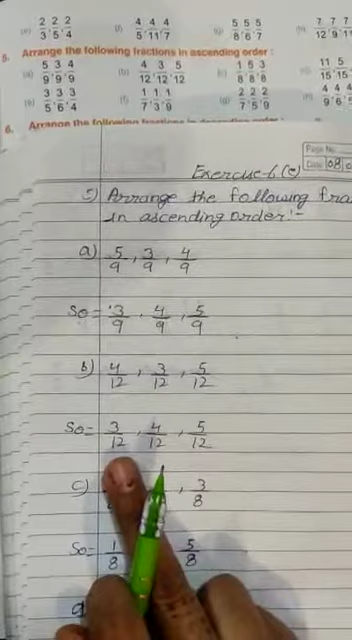 (e) 2/3, 2/5, 2/4 (f) 4/5, 4/11, 4/7 (g) 5/8, 5/6, 5/7 7/12, 7/9,
5. Arrange the following fractions in ascending order :
(a) 5/9, 3/9, 4/9 (b) 4/12, 3/12, 5/12 (c) 1/8, 5/8, 3/8 11/15, 5/15,
(e) 3/5, 3/6, 3/4 (f) 1/7, 1/3, 1/9 (g) 2/7, 2/5, 2/9 4/9, 4/6,
6. Arrange the following fractions in descending order :
Page No.
Date 08
Exercise-6(c)
5) Arrange the following fra
in ascending order:-
a) 5/9, 3/9, 4/9
So= 3/9, 4/9, 5/9
b) 4/12, 3/12, 5/12
So= 3/12, 4/12, 5/12
c) , 3/8
So= 1/8 5/8